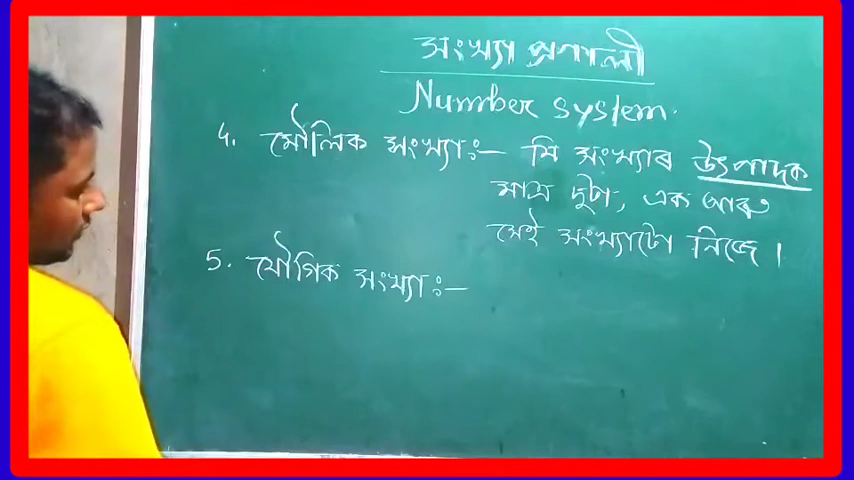 সংখ্যা প্ৰণালী
Number system.
4. মৌলিক সংখ্যাঃ— যি সংখ্যাৰ উৎপাদক
মাত্ৰ দুটা, এক আৰু
সেই সংখ্যাটো নিজে।
5. যৌগিক সংখ্যাঃ—